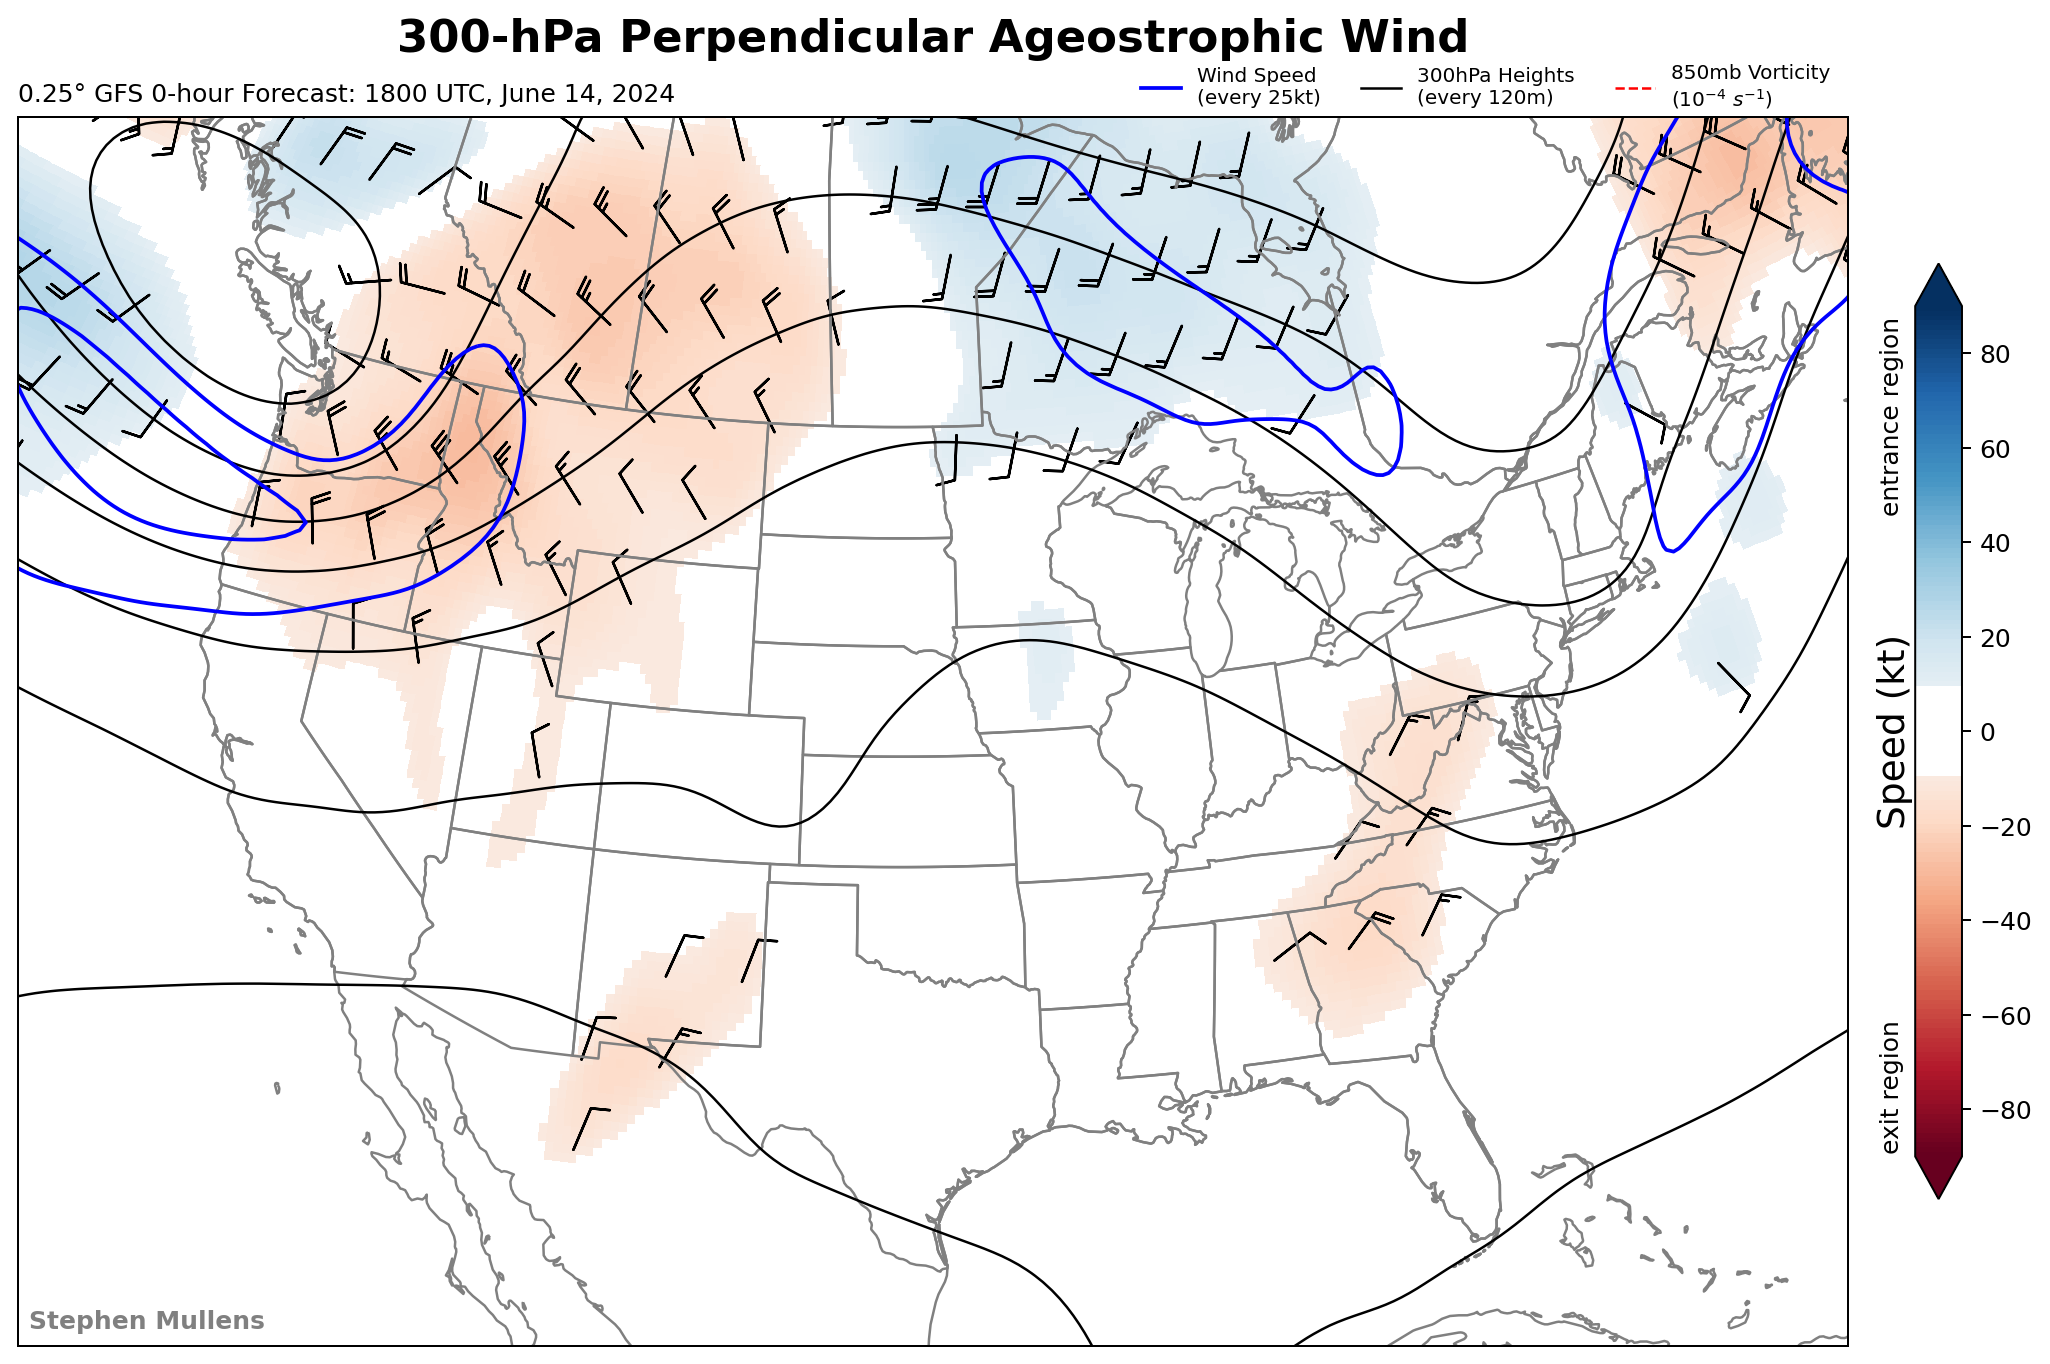 300-hPa Perpendicular Ageostrophic Wind
0.25° GFS 0-hour Forecast: 1800 UTC, June 14, 2024
Wind Speed
(every 25kt)
300hPa Heights
(every 120m)
850mb Vorticity
(10⁻⁴ s⁻¹)
entrance region
Speed (kt)
exit region
80
60
40
20
0
−20
−40
−60
−80
Stephen Mullens